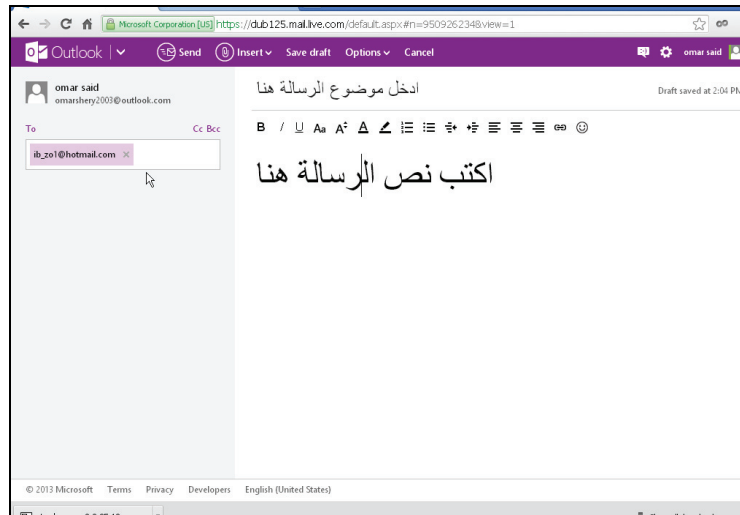 Microsoft Corporation [US] https://dub125.mail.live.com/default.aspx#n=950926234&view=1
Outlook Send Insert Save draft Options Cancel omar said
omar said
omarshery2003@outlook.com
ادخل موضوع الرسالة هنا
Draft saved at 2:04 PM
To Cc Bcc
B / U Aa A A
ib_zo1@hotmail.com ×
اكتب نص الرسالة هنا
© 2013 Microsoft Terms Privacy Developers English (United States)